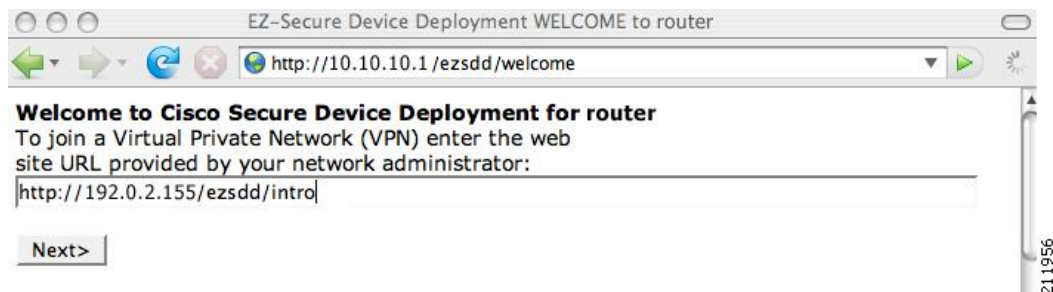 EZ-Secure Device Deployment WELCOME to router
http://10.10.10.1/ezsdd/welcome
Welcome to Cisco Secure Device Deployment for router
To join a Virtual Private Network (VPN) enter the web
site URL provided by your network administrator:
http://192.0.2.155/ezsdd/intro
Next>
211956